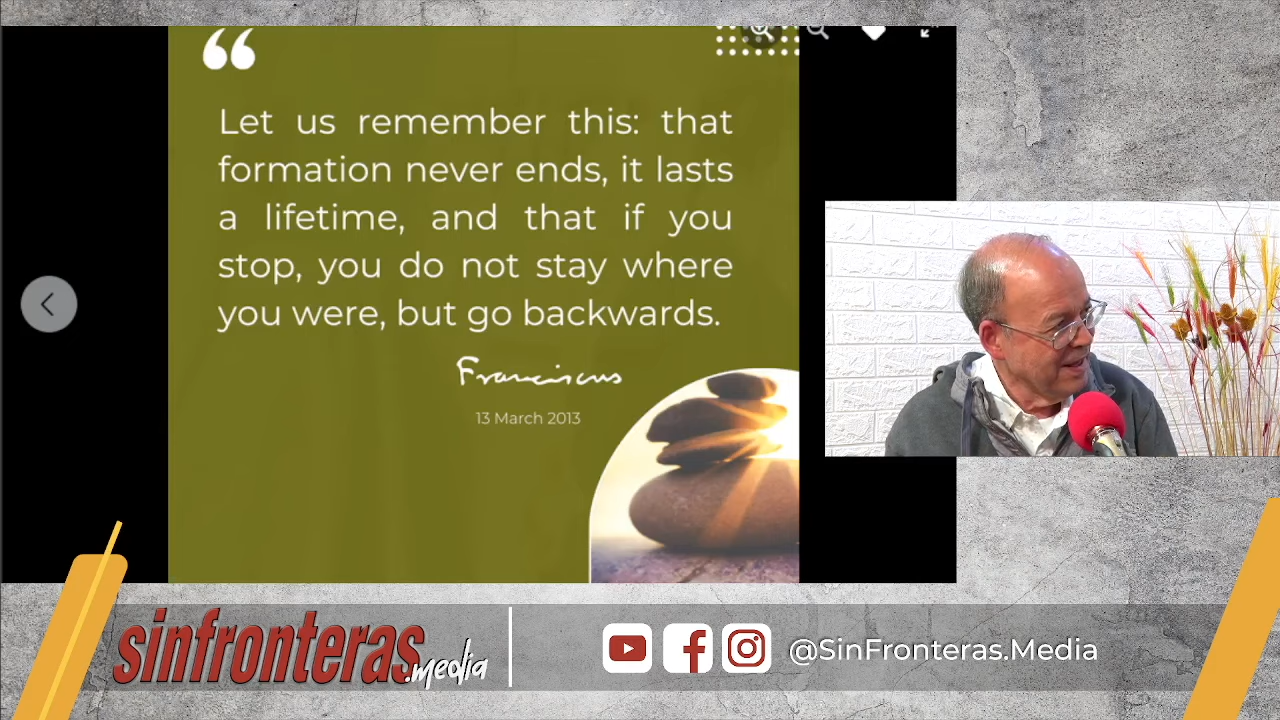 “
Let us remember this: that
formation never ends, it lasts
a lifetime, and that if you
stop, you do not stay where
you were, but go backwards.
Franciscus
13 March 2013
sinfronteras
.media
@SinFronteras.Media